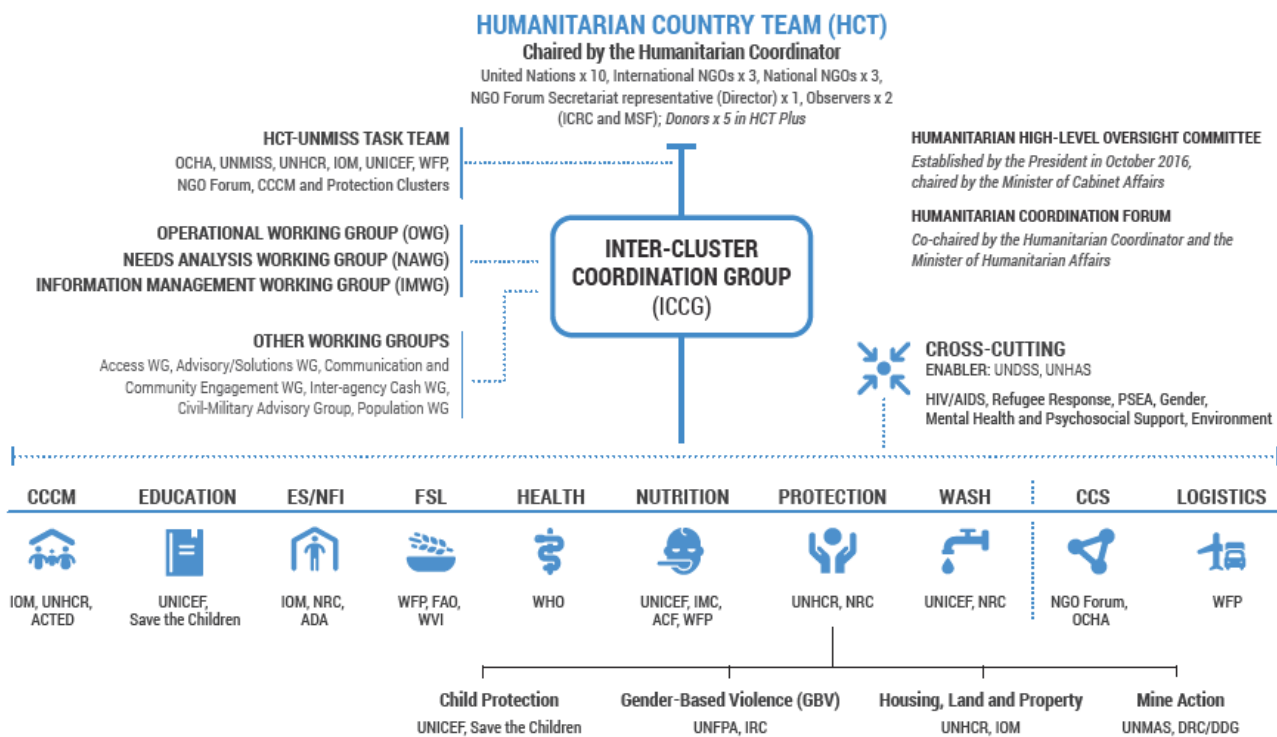 HUMANITARIAN COUNTRY TEAM (HCT)
Chaired by the Humanitarian Coordinator
United Nations x 10, International NGOs x 3, National NGOs x 3,
NGO Forum Secretariat representative (Director) x 1, Observers x 2
(ICRC and MSF); Donors x 5 in HCT Plus
HCT-UNMISS TASK TEAM
OCHA, UNMISS, UNHCR, IOM, UNICEF, WFP,
NGO Forum, CCCM and Protection Clusters
HUMANITARIAN HIGH-LEVEL OVERSIGHT COMMITTEE
Established by the President in October 2016,
chaired by the Minister of Cabinet Affairs
HUMANITARIAN COORDINATION FORUM
Co-chaired by the Humanitarian Coordinator and the
Minister of Humanitarian Affairs
OPERATIONAL WORKING GROUP (OWG)
NEEDS ANALYSIS WORKING GROUP (NAWG)
INFORMATION MANAGEMENT WORKING GROUP (IMWG)
INTER-CLUSTER
COORDINATION GROUP
(ICCG)
OTHER WORKING GROUPS
Access WG, Advisory/Solutions WG, Communication and
Community Engagement WG, Inter-agency Cash WG,
Civil-Military Advisory Group, Population WG
CROSS-CUTTING
ENABLER: UNDSS, UNHAS
HIV/AIDS, Refugee Response, PSEA, Gender,
Mental Health and Psychosocial Support, Environment
CCCM
EDUCATION
ES/NFI
FSL
HEALTH
NUTRITION
PROTECTION
WASH
CCS
LOGISTICS
IOM, UNHCR,
ACTED
UNICEF,
Save the Children
IOM, NRC,
ADA
WFP, FAO,
WVI
WHO
UNICEF, IMC,
ACF, WFP
UNHCR, NRC
UNICEF, NRC
NGO Forum,
OCHA
WFP
Child Protection
UNICEF, Save the Children
Gender-Based Violence (GBV)
UNFPA, IRC
Housing, Land and Property
UNHCR, IOM
Mine Action
UNMAS, DRC/DDG